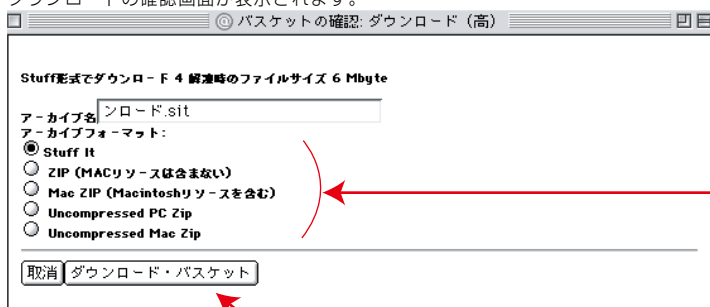 ダウンロードの確認画面が表示されます。
バスケットの確認: ダウンロード（高）
Stuff形式でダウンロード 4 解凍時のファイルサイズ 6 Mbyte
アーカイブ名 ンロード.sit
アーカイブフォーマット:
Stuff It
ZIP (MACリソースは含まない)
Mac ZIP (Macintoshリソースを含む)
Uncompressed PC Zip
Uncompressed Mac Zip
取消 ダウンロード・バスケット